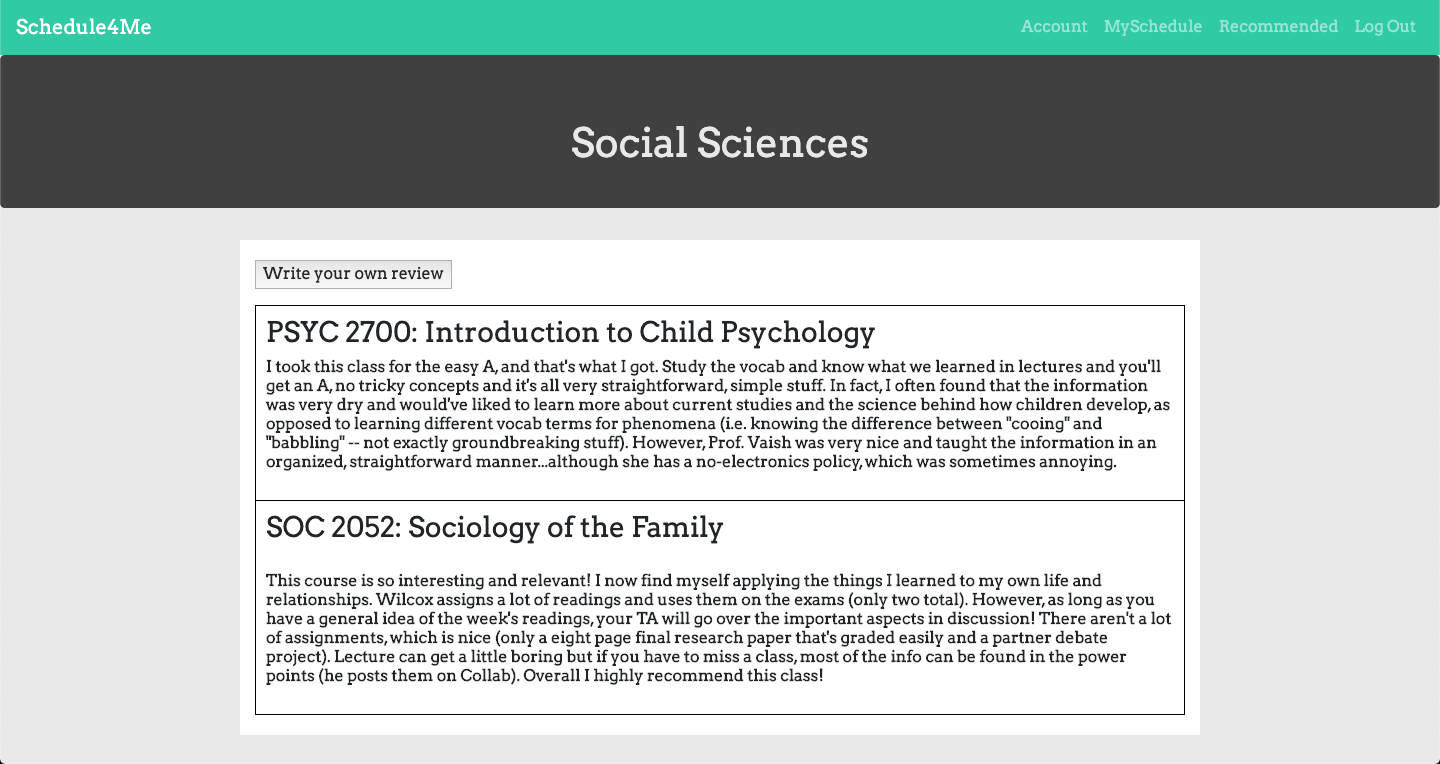 Schedule4Me
Account MySchedule Recommended Log Out
Social Sciences
Write your own review
PSYC 2700: Introduction to Child Psychology
I took this class for the easy A, and that's what I got. Study the vocab and know what we learned in lectures and you'll
get an A, no tricky concepts and it's all very straightforward, simple stuff. In fact, I often found that the information
was very dry and would've liked to learn more about current studies and the science behind how children develop, as
opposed to learning different vocab terms for phenomena (i.e. knowing the difference between "cooing" and
"babbling" -- not exactly groundbreaking stuff). However, Prof. Vaish was very nice and taught the information in an
organized, straightforward manner...although she has a no-electronics policy, which was sometimes annoying.
SOC 2052: Sociology of the Family
This course is so interesting and relevant! I now find myself applying the things I learned to my own life and
relationships. Wilcox assigns a lot of readings and uses them on the exams (only two total). However, as long as you
have a general idea of the week's readings, your TA will go over the important aspects in discussion! There aren't a lot
of assignments, which is nice (only a eight page final research paper that's graded easily and a partner debate
project). Lecture can get a little boring but if you have to miss a class, most of the info can be found in the power
points (he posts them on Collab). Overall I highly recommend this class!